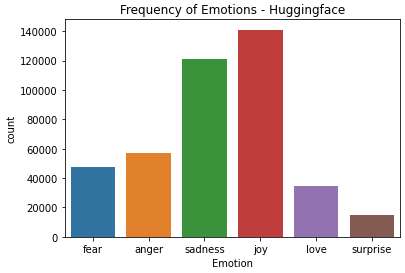 Frequency of Emotions - Huggingface
140000
120000
100000
80000
60000
40000
20000
0
count
fear anger sadness joy love surprise
Emotion